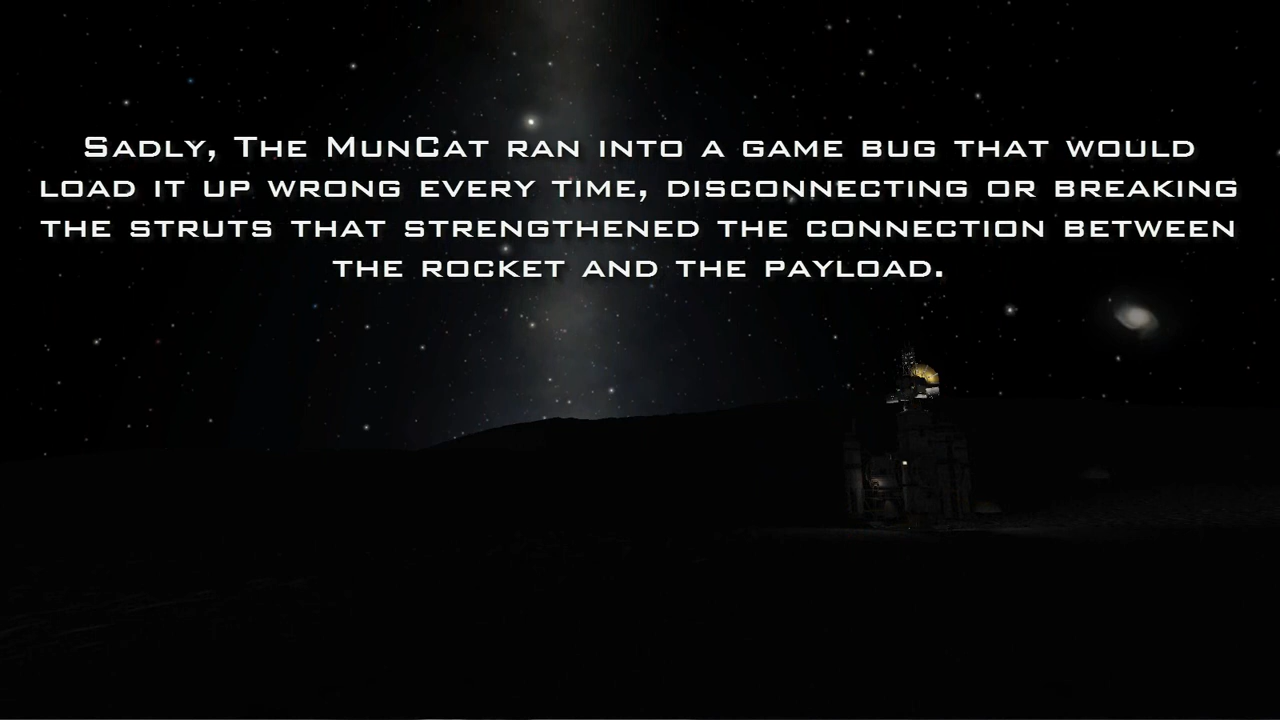 Sadly, The MunCat ran into a game bug that would
load it up wrong every time, disconnecting or breaking
the struts that strengthened the connection between
the rocket and the payload.